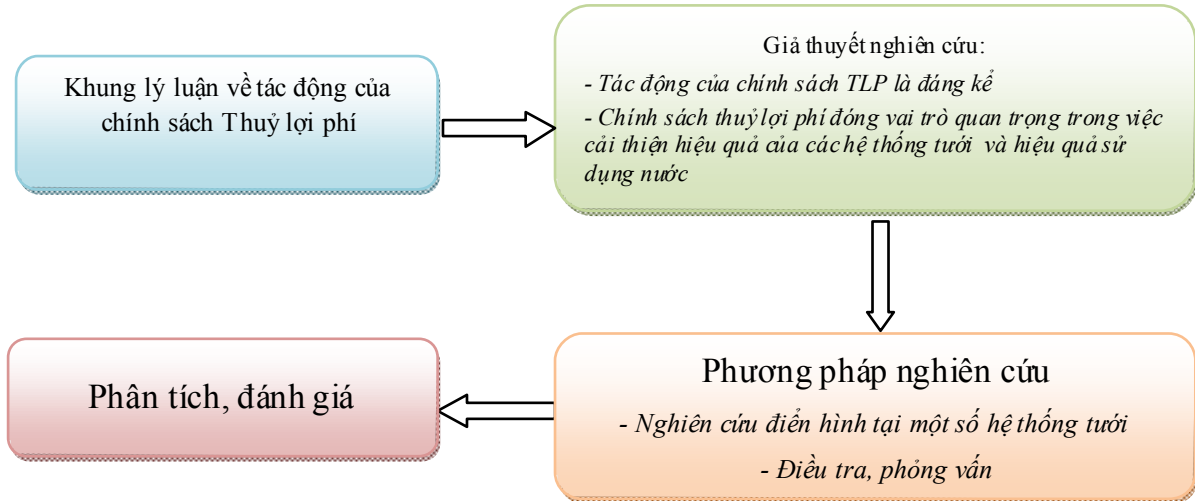 Khung lý luận về tác động của
chính sách Thuỷ lợi phí
Giả thuyết nghiên cứu:
- Tác động của chính sách TLP là đáng kể
- Chính sách thuỷ lợi phí đóng vai trò quan trọng trong việc
cải thiện hiệu quả của các hệ thống tưới và hiệu quả sử
dụng nước
Phương pháp nghiên cứu
- Nghiên cứu điển hình tại một số hệ thống tưới
- Điều tra, phỏng vấn
Phân tích, đánh giá